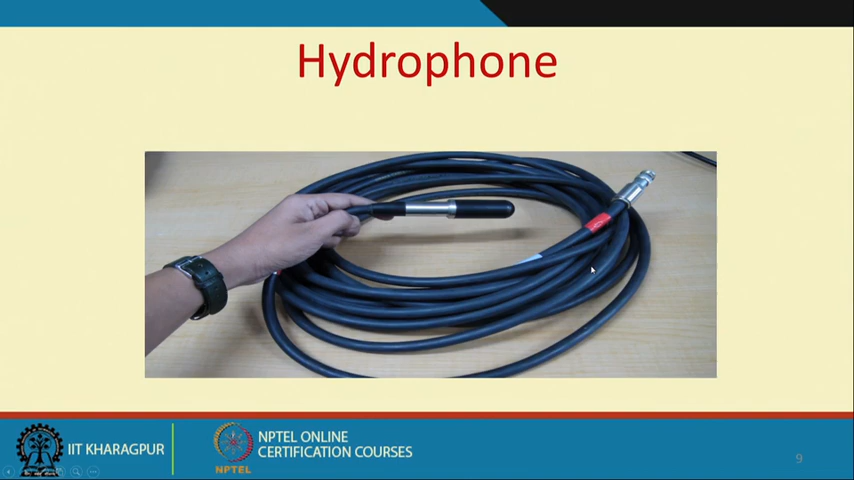 Hydrophone
IIT KHARAGPUR
NPTEL
NPTEL ONLINE
CERTIFICATION COURSES
9